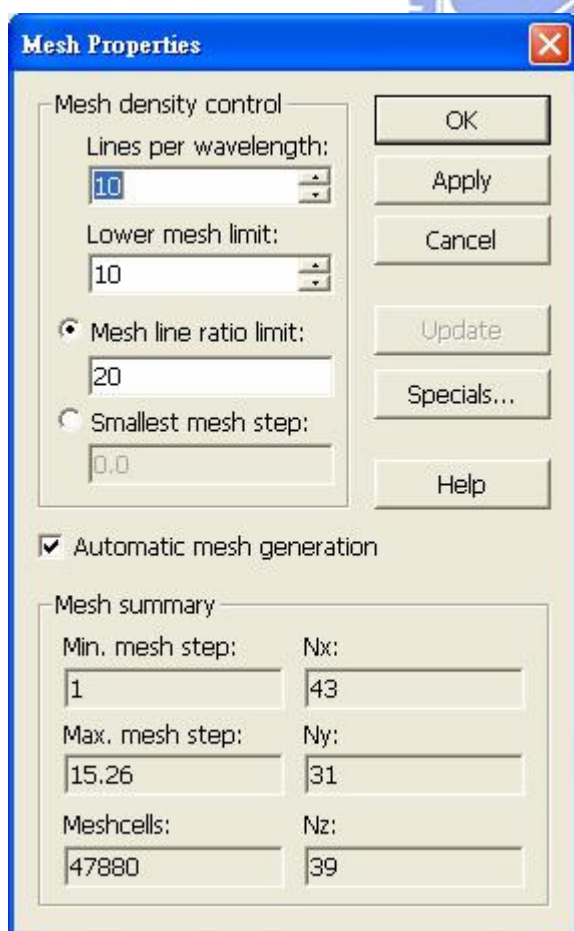 Mesh Properties
Mesh density control
Lines per wavelength:
10
Lower mesh limit:
10
Mesh line ratio limit:
20
Smallest mesh step:
0.0
OK
Apply
Cancel
Update
Specials...
Help
Automatic mesh generation
Mesh summary
Min. mesh step:
1
Nx:
43
Max. mesh step:
15.26
Ny:
31
Meshcells:
47880
Nz:
39